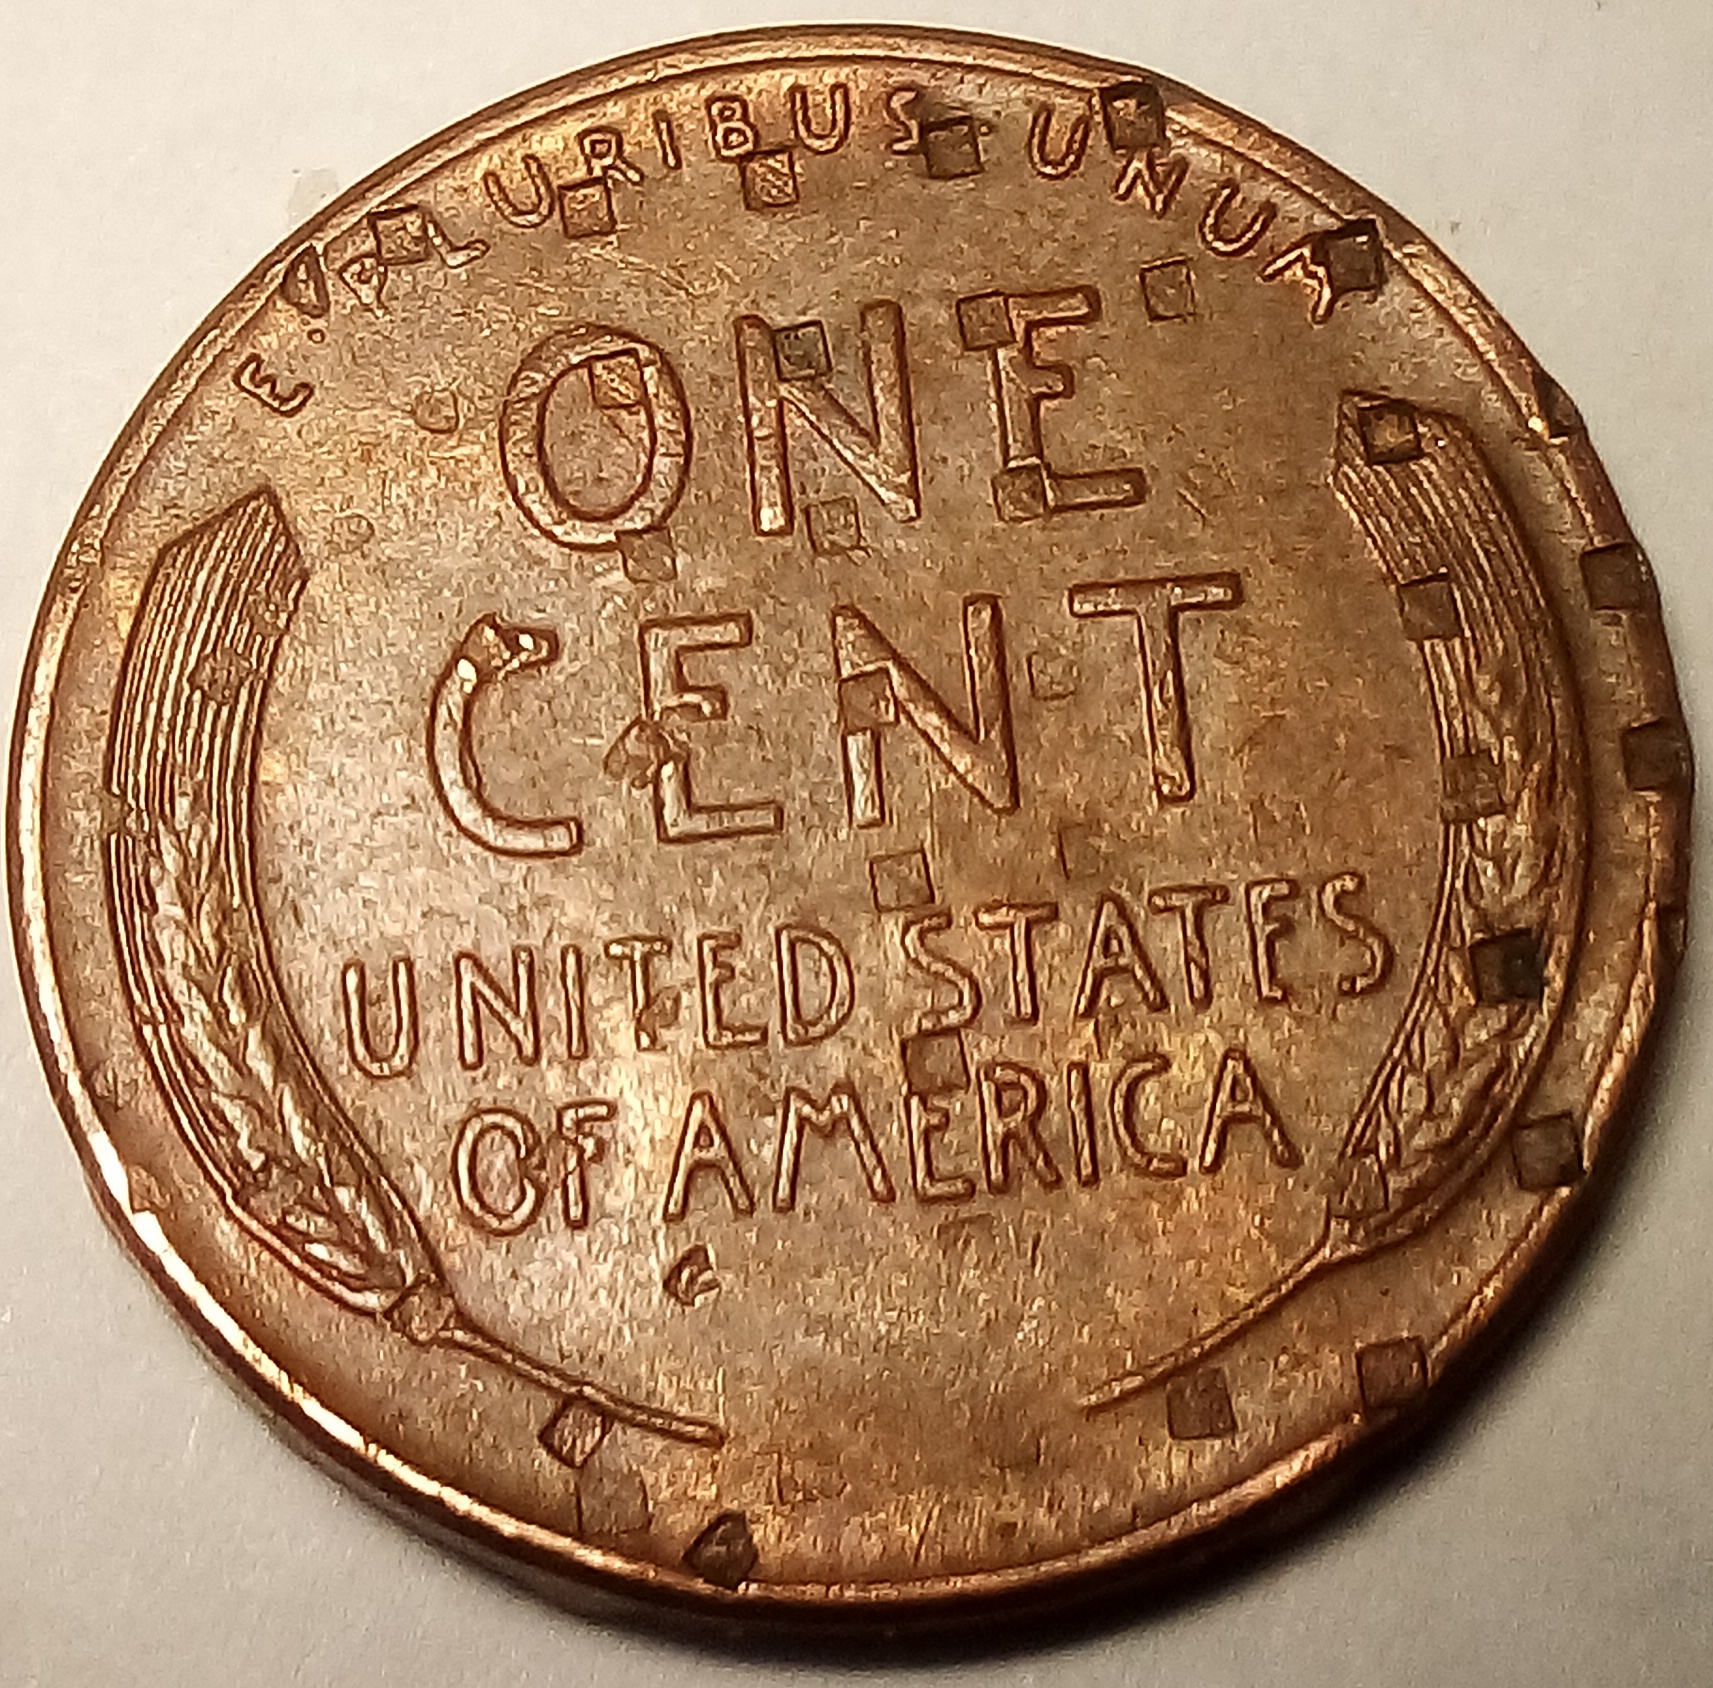 E · PLURIBUS · UNUM
ONE
CENT
UNITED STATES
OF AMERICA